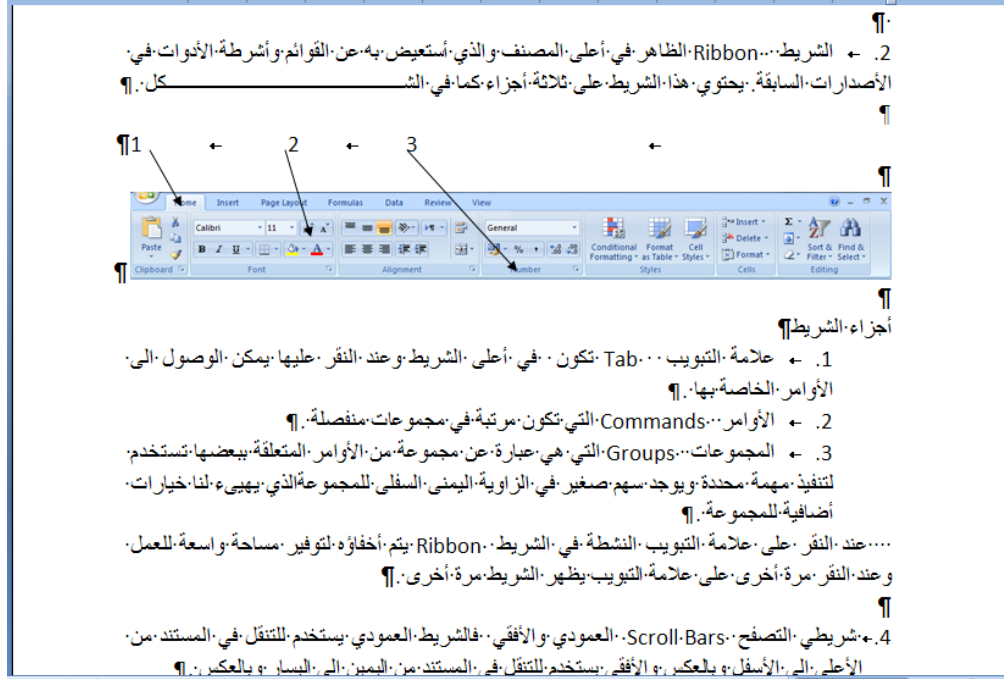 2. الشريط Ribbon الظاهر في أعلى المصنف والذي أستعيض به عن القوائم وأشرطة الأدوات في
الأصدارات السابقة. يحتوي هذا الشريط على ثلاثة أجزاء كما في الشـــــــــــــــــــــــــكل .
1 2 3
Home Insert Page Layout Formulas Data Review View
Calibri 11 General
Paste B I U A % , Conditional Formatting Format as Table Cell Styles Insert Delete Format Σ Sort & Filter Find & Select
Clipboard Font Alignment Number Styles Cells Editing
أجزاء الشريط
1. علامة التبويب Tab تكون في أعلى الشريط وعند النقر عليها يمكن الوصول الى
الأوامر الخاصة بها .
2. الأوامر Commands التي تكون مرتبة في مجموعات منفصلة .
3. المجموعات Groups التي هي عبارة عن مجموعة من الأوامر المتعلقة ببعضها تستخدم
لتنفيذ مهمة محددة ويوجد سهم صغير في الزاوية اليمنى السفلى للمجموعةالذي يهييء لنا خيارات
أضافية للمجموعة .
عند النقر على علامة التبويب النشطة في الشريط Ribbon يتم أخفاؤه لتوفير مساحة واسعة للعمل
وعند النقر مرة أخرى على علامة التبويب يظهر الشريط مرة أخرى .
4. شريطي التصفح Scroll Bars العمودي والأفقي فالشريط العمودي يستخدم للتنقل في المستند من
الأعلى الى الأسفل وبالعكس والأفقي يستخدم للتنقل في المستند من اليمين الى اليسار وبالعكس .